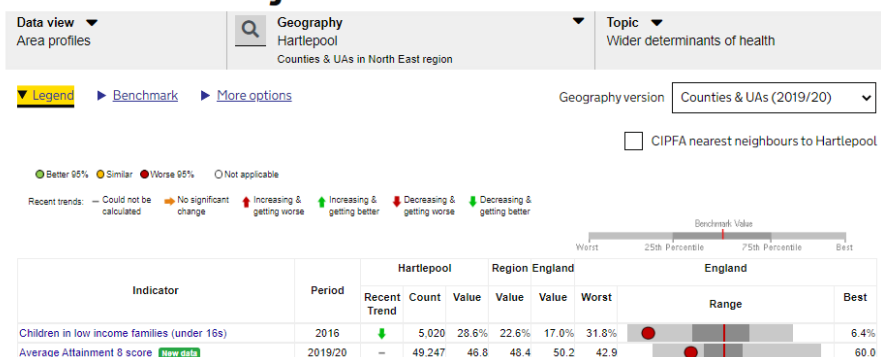 Data view ▼
Area profiles
Geography ▼
Hartlepool
Counties & UAs in North East region
Topic ▼
Wider determinants of health
▼ Legend ► Benchmark ► More options
Geography version Counties & UAs (2019/20)
CIPFA nearest neighbours to Hartlepool
Better 95% Similar Worse 95% Not applicable
Recent trends: – Could not be calculated No significant change Increasing & getting worse Increasing & getting better Decreasing & getting worse Decreasing & getting better
Benchmark Value
Worst 25th Percentile 75th Percentile Best
Hartlepool Region England England
Indicator Period Recent Trend Count Value Value Value Worst Range Best
Children in low income families (under 16s) 2016 5,020 28.6% 22.6% 17.0% 31.8% 6.4%
Average Attainment 8 score New data 2019/20 – 49,247 46.8 48.4 50.2 42.9 60.0